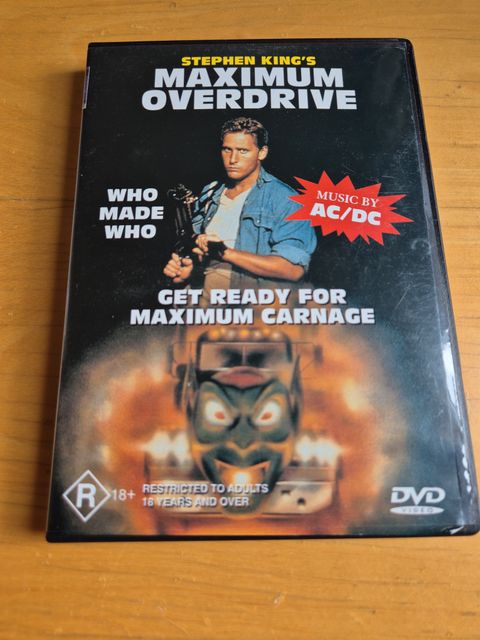 STEPHEN KING'S
MAXIMUM
OVERDRIVE
WHO
MADE
WHO
MUSIC BY
AC/DC
GET READY FOR
MAXIMUM CARNAGE
R 18+
RESTRICTED TO ADULTS
18 YEARS AND OVER
DVD
VIDEO